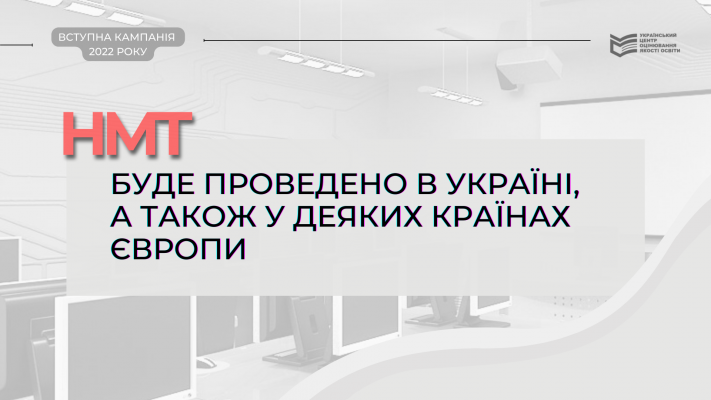 ВСТУПНА КАМПАНІЯ
2022 РОКУ
УКРАЇНСЬКИЙ
ЦЕНТР
ОЦІНЮВАННЯ
ЯКОСТІ ОСВІТИ
НМТ
БУДЕ ПРОВЕДЕНО В УКРАЇНІ,
А ТАКОЖ У ДЕЯКИХ КРАЇНАХ
ЄВРОПИ